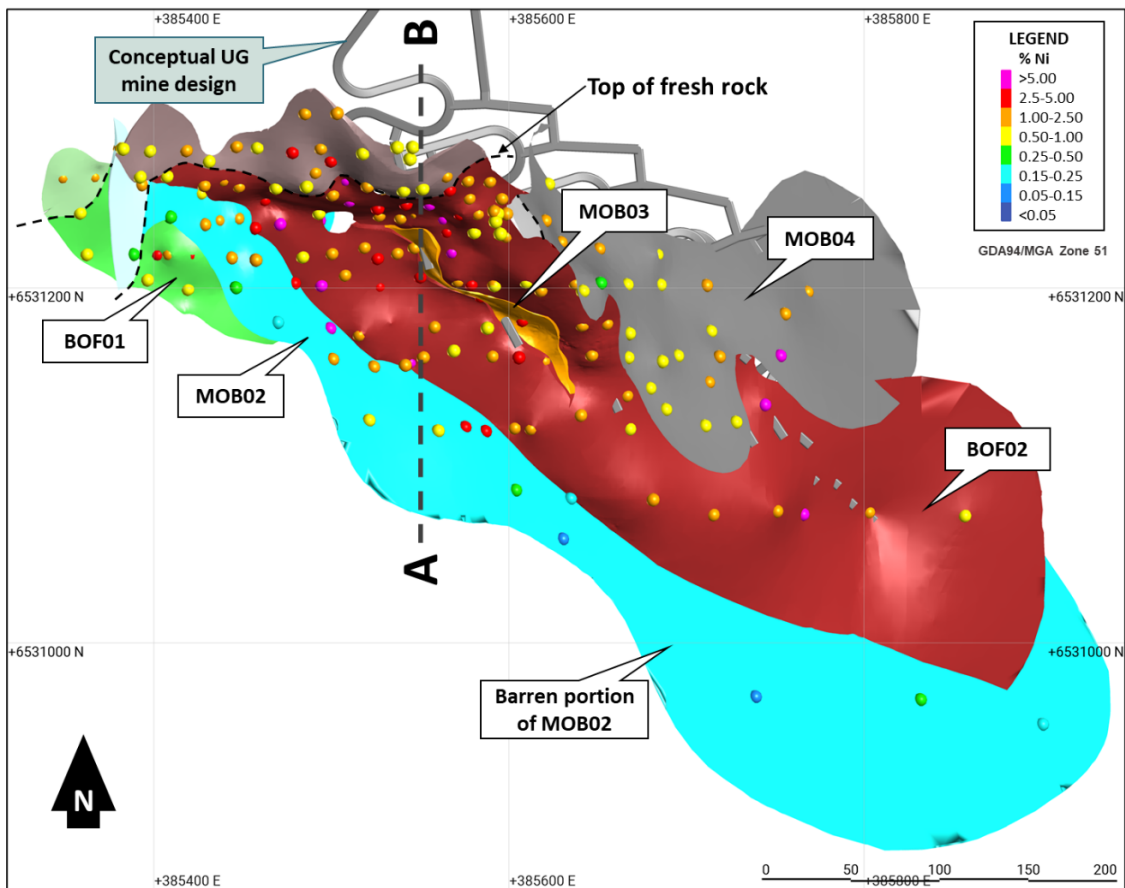 +385400 E
+385600 E
+385800 E
B
Conceptual UG
mine design
Top of fresh rock
LEGEND
% Ni
>5.00
2.5-5.00
1.00-2.50
0.50-1.00
0.25-0.50
0.15-0.25
0.05-0.15
<0.05
GDA94/MGA Zone 51
MOB03
MOB04
+6531200 N
+6531200 N
BOF01
MOB02
BOF02
A
+6531000 N
+6531000 N
Barren portion
of MOB02
N
0 50 100 150 200
+385400 E
+385600 E
+385800 E